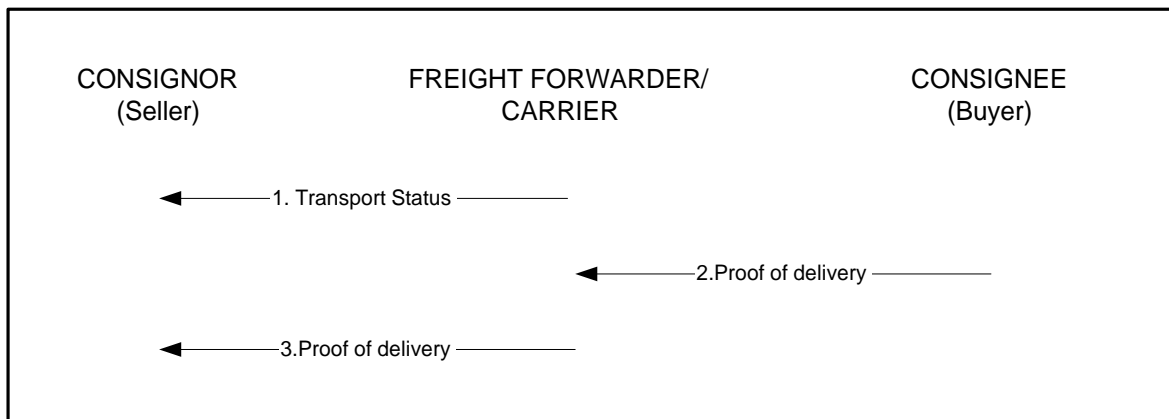 CONSIGNOR
(Seller)
FREIGHT FORWARDER/
CARRIER
CONSIGNEE
(Buyer)
1. Transport Status
2.Proof of delivery
3.Proof of delivery